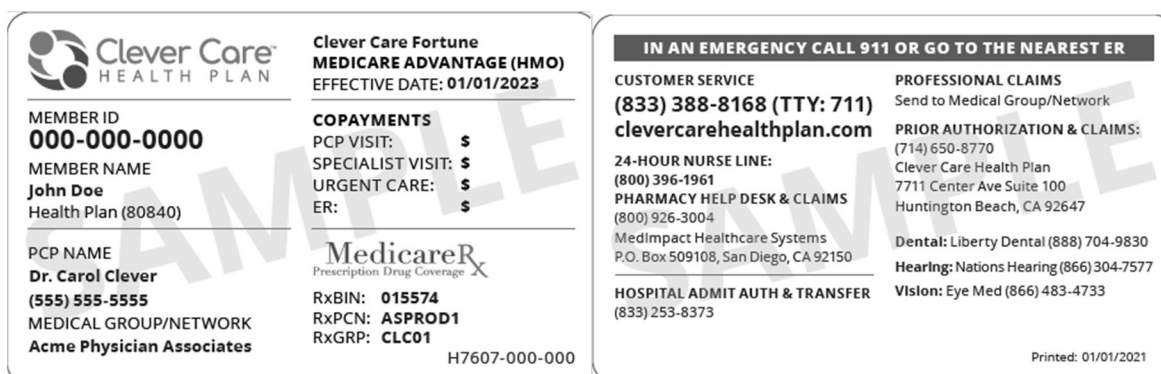 Clever Care™
HEALTH PLAN
MEMBER ID
000-000-0000
MEMBER NAME
John Doe
Health Plan (80840)
PCP NAME
Dr. Carol Clever
(555) 555-5555
MEDICAL GROUP/NETWORK
Acme Physician Associates
Clever Care Fortune
MEDICARE ADVANTAGE (HMO)
EFFECTIVE DATE: 01/01/2023
COPAYMENTS
PCP VISIT: $
SPECIALIST VISIT: $
URGENT CARE: $
ER: $
MedicareRx
Prescription Drug Coverage
RxBIN: 015574
RxPCN: ASPROD1
RxGRP: CLC01
H7607-000-000
SAMPLE
IN AN EMERGENCY CALL 911 OR GO TO THE NEAREST ER
CUSTOMER SERVICE
(833) 388-8168 (TTY: 711)
clevercarehealthplan.com
24-HOUR NURSE LINE:
(800) 396-1961
PHARMACY HELP DESK & CLAIMS
(800) 926-3004
MedImpact Healthcare Systems
P.O. Box 509108, San Diego, CA 92150
HOSPITAL ADMIT AUTH & TRANSFER
(833) 253-8373
PROFESSIONAL CLAIMS
Send to Medical Group/Network
PRIOR AUTHORIZATION & CLAIMS:
(714) 650-8770
Clever Care Health Plan
7711 Center Ave Suite 100
Huntington Beach, CA 92647
Dental: Liberty Dental (888) 704-9830
Hearing: Nations Hearing (866) 304-7577
Vision: Eye Med (866) 483-4733
Printed: 01/01/2021
SAMPLE